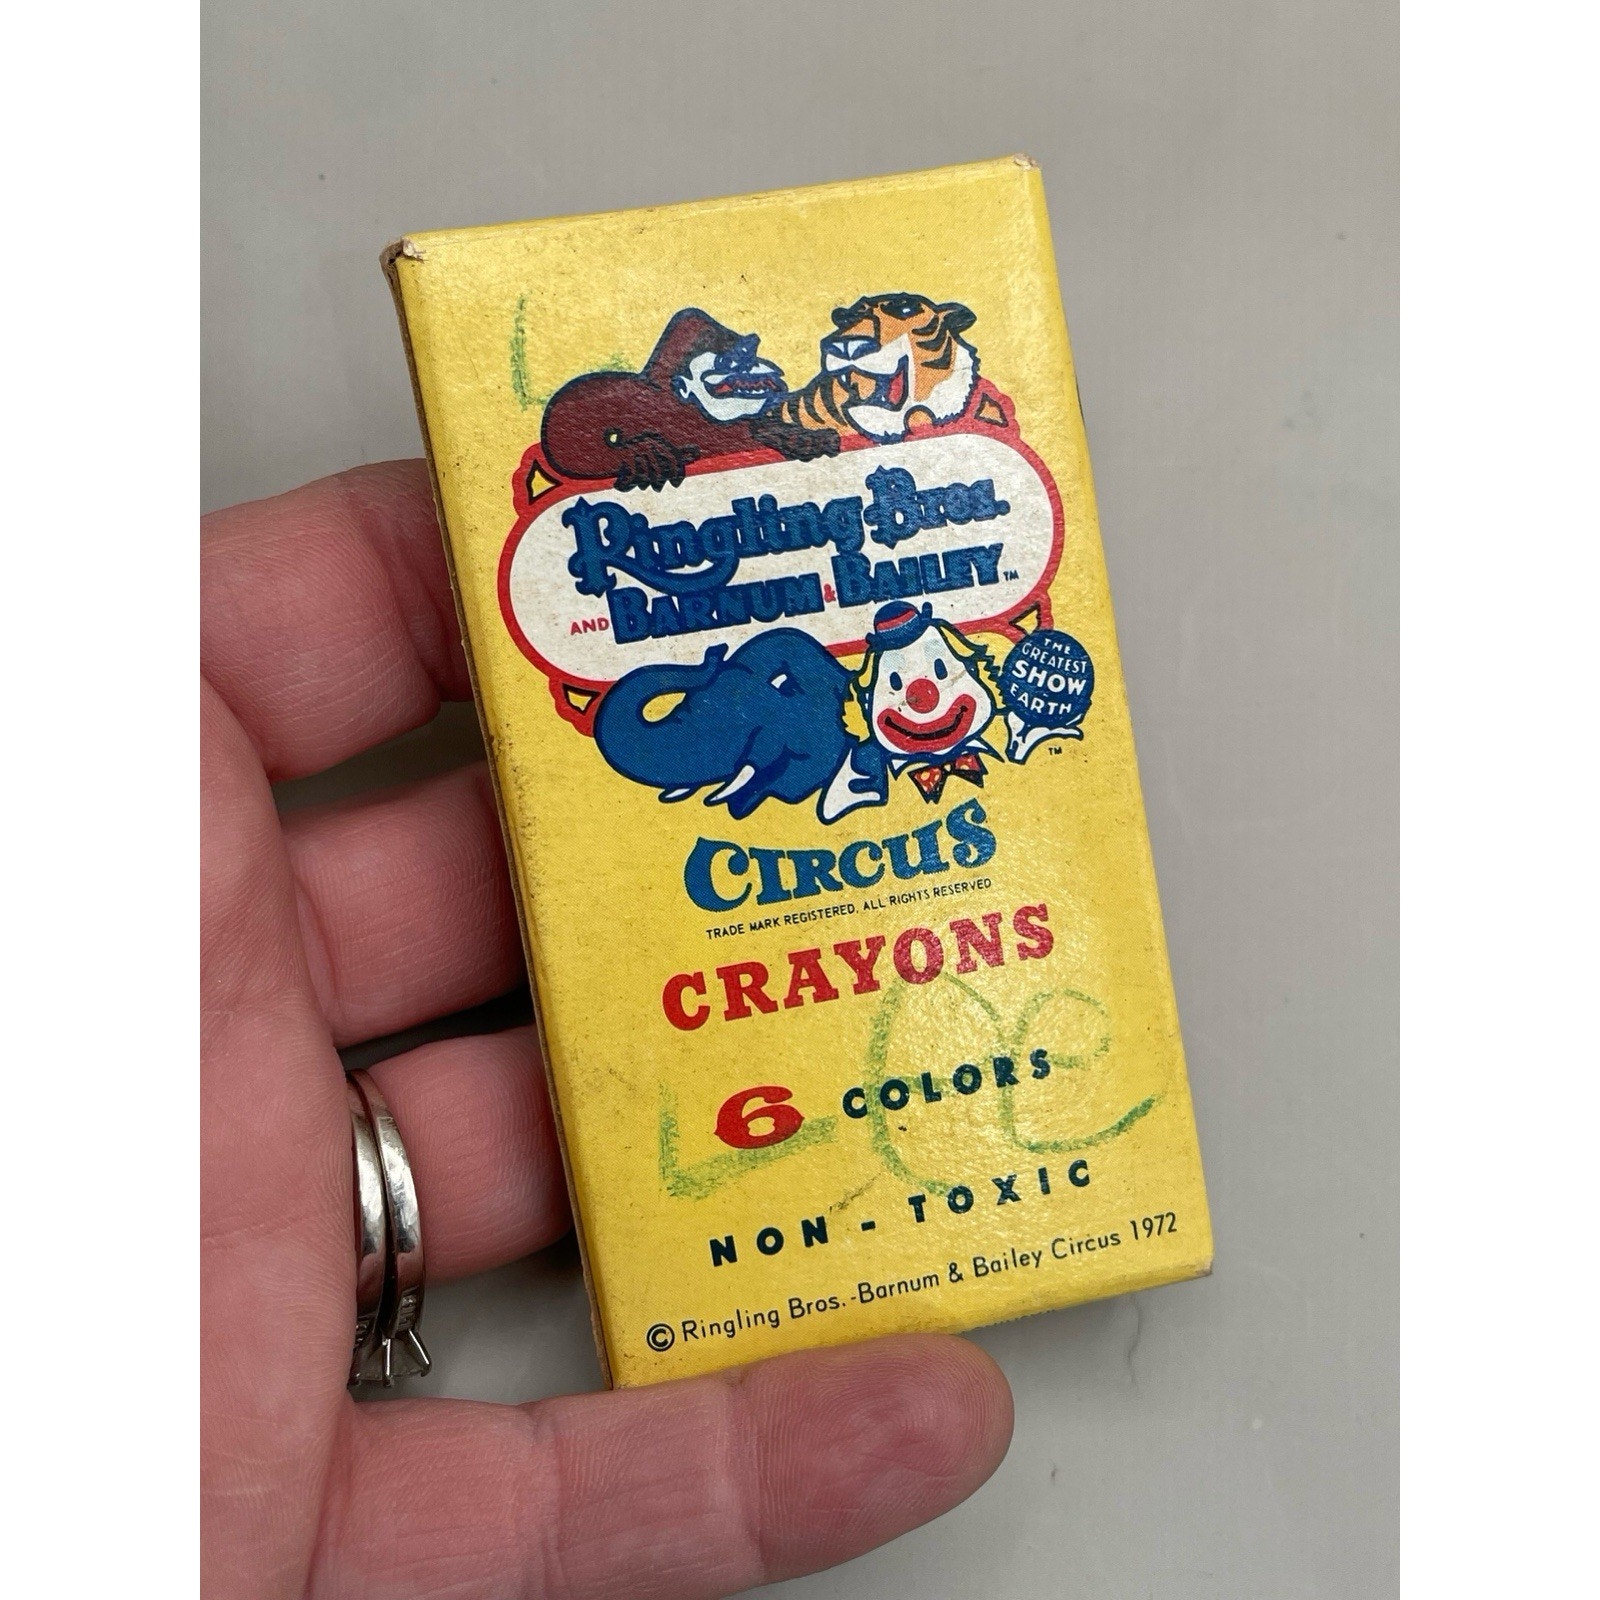 Ringling Bros.
AND BARNUM & BAILEY™
THE
GREATEST
SHOW
EARTH
™
CIRCUS
TRADE MARK REGISTERED. ALL RIGHTS RESERVED
CRAYONS
6 COLORS
NON-TOXIC
© Ringling Bros.-Barnum & Bailey Circus 1972